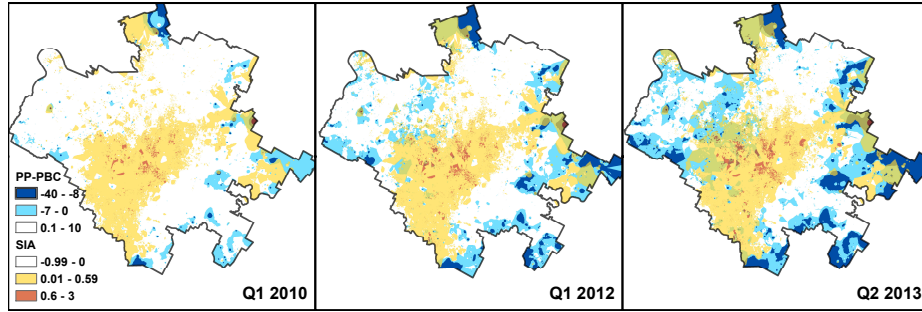 PP-PBC
-40 - -8
-7 - 0
0.1 - 10
SIA
-0.99 - 0
0.01 - 0.59
0.6 - 3
Q1 2010
Q1 2012
Q2 2013